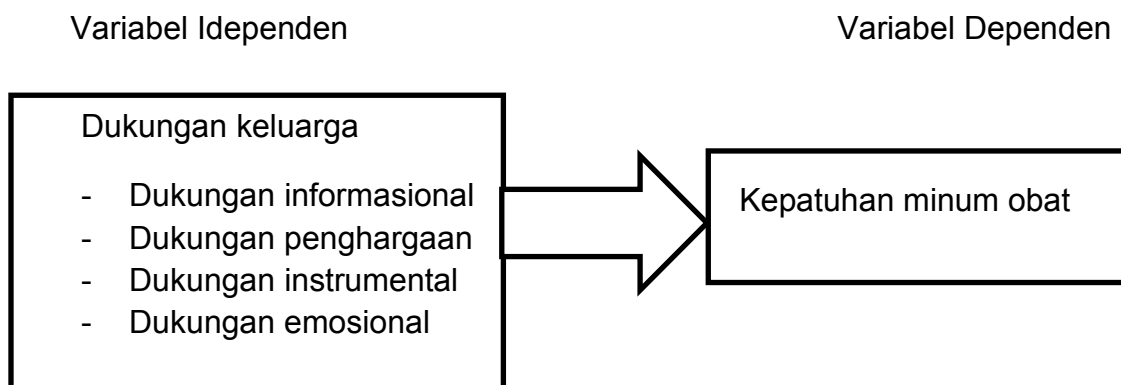 Variabel Idependen
Variabel Dependen
Dukungan keluarga
- Dukungan informasional
- Dukungan penghargaan
- Dukungan instrumental
- Dukungan emosional
Kepatuhan minum obat